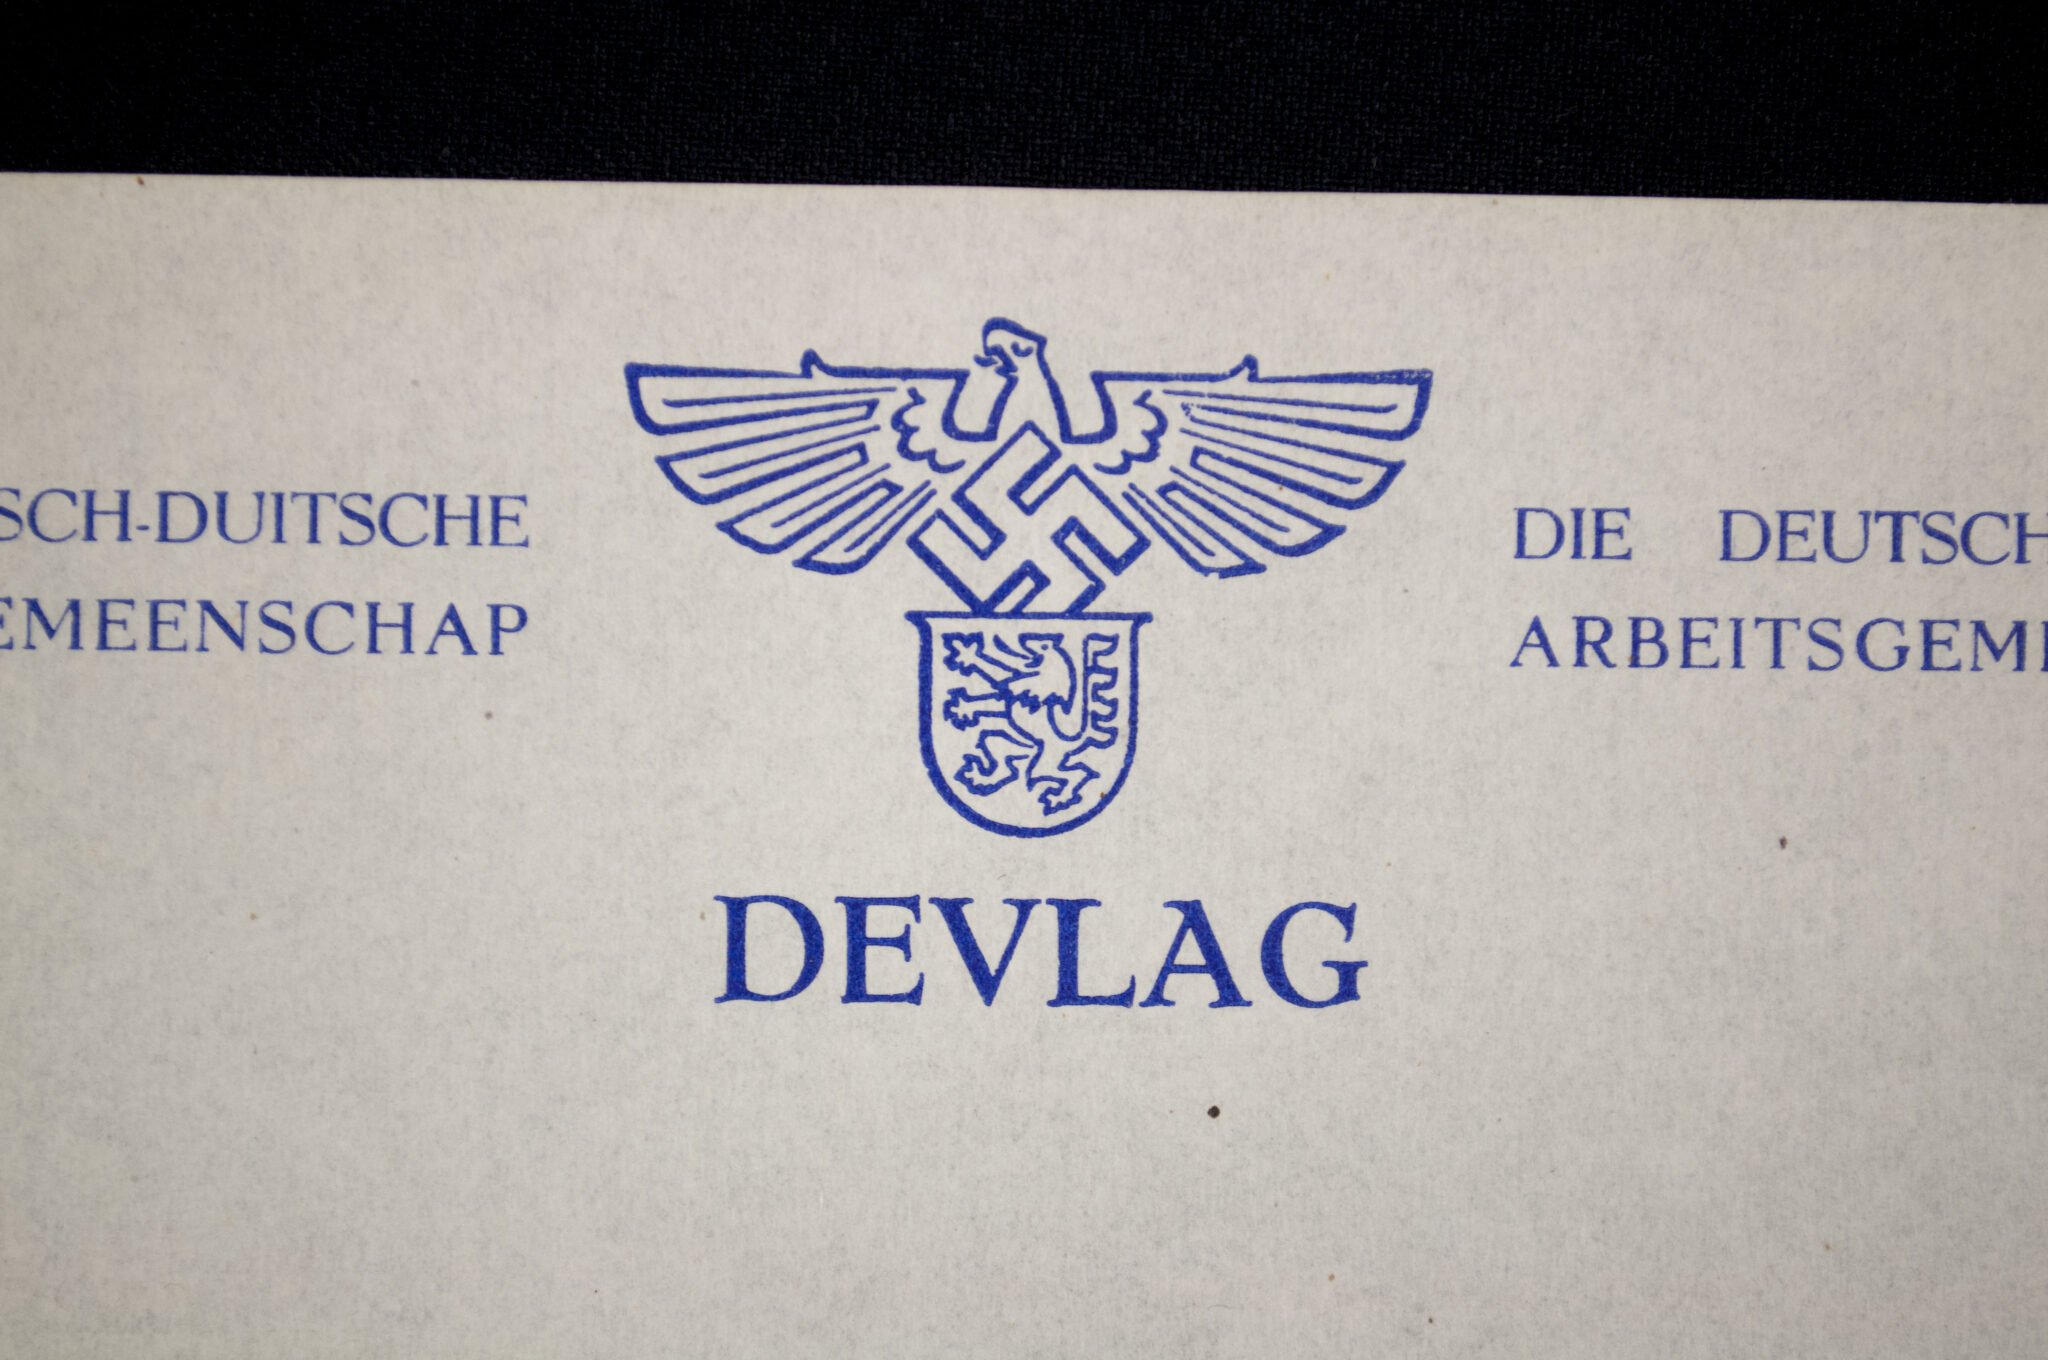 SCH-DUITSCHE
EMEENSCHAP
DEVLAG
DIE DEUTSCH
ARBEITSGEM